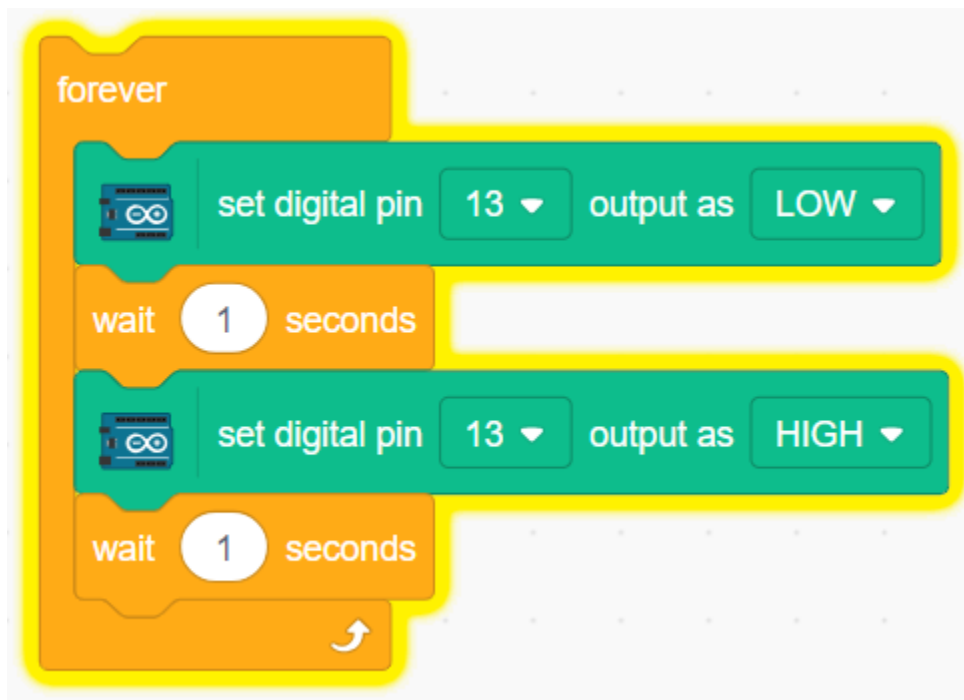 forever
set digital pin 13 output as LOW
wait 1 seconds
set digital pin 13 output as HIGH
wait 1 seconds